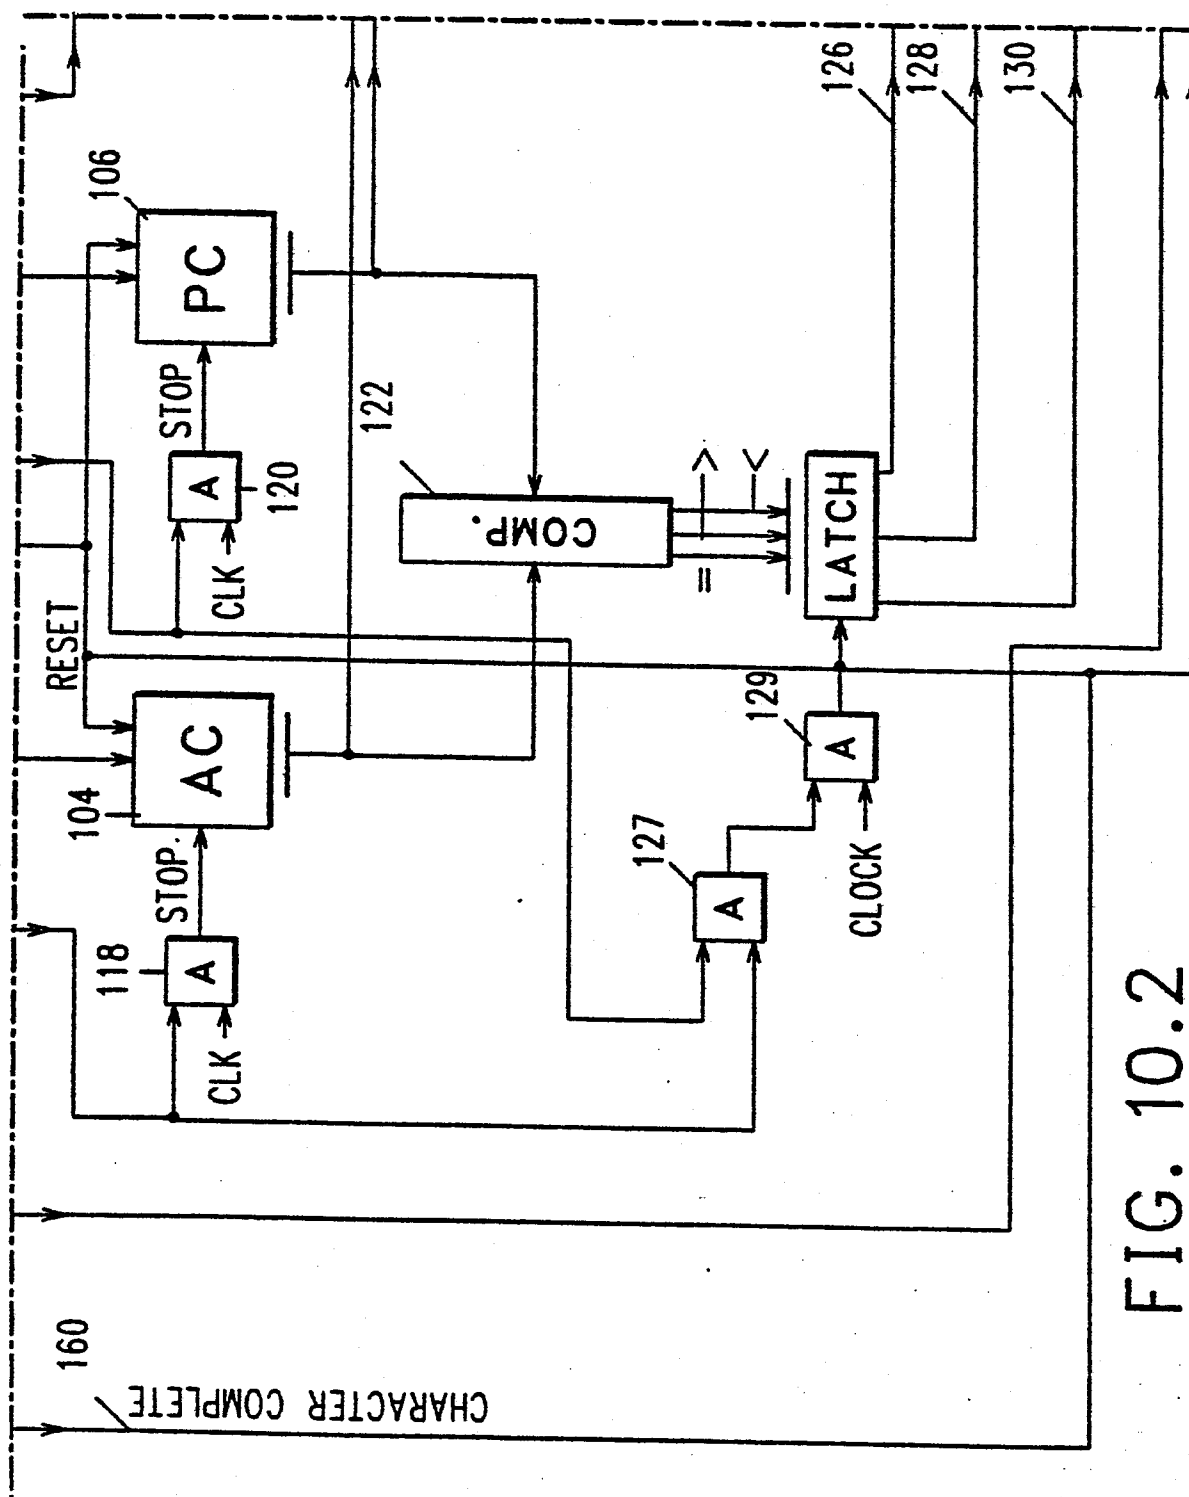 106
PC
STOP
A
120
CLK
RESET
104
AC
STOP.
118
A
CLK
122
COMP.
=
>
<
LATCH
126
128
130
129
A
CLOCK
127
A
160
CHARACTER COMPLETE
FIG. 10.2